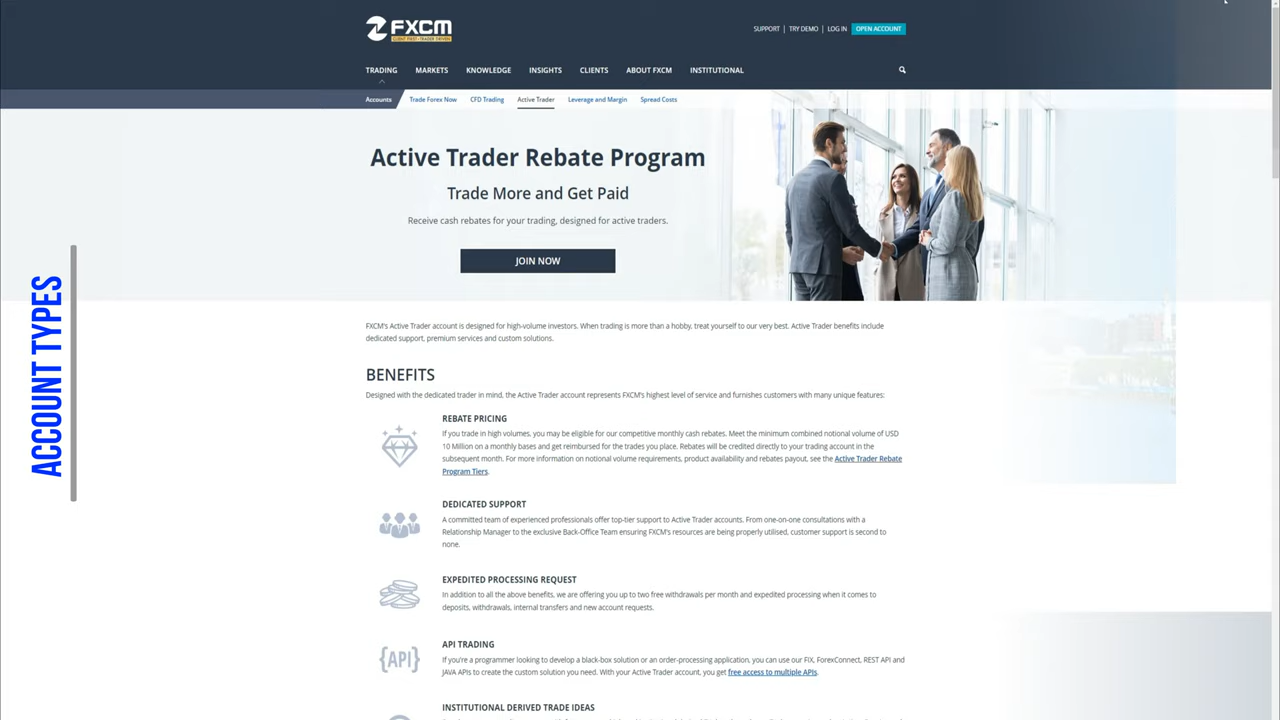 FXCM
CLIENT FIRST · TRADER DRIVEN
SUPPORT | TRY DEMO | LOG IN OPEN ACCOUNT
TRADING MARKETS KNOWLEDGE INSIGHTS CLIENTS ABOUT FXCM INSTITUTIONAL
Accounts Trade Forex Now CFD Trading Active Trader Leverage and Margin Spread Costs
Active Trader Rebate Program
Trade More and Get Paid
Receive cash rebates for your trading, designed for active traders.
JOIN NOW
ACCOUNT TYPES
FXCM's Active Trader account is designed for high-volume investors. When trading is more than a hobby, treat yourself to our very best. Active Trader benefits include
dedicated support, premium services and custom solutions.
BENEFITS
Designed with the dedicated trader in mind, the Active Trader account represents FXCM's highest level of service and furnishes customers with many unique features:
REBATE PRICING
If you trade in high volumes, you may be eligible for our competitive monthly cash rebates. Meet the minimum combined notional volume of USD
10 Million on a monthly bases and get reimbursed for the trades you place. Rebates will be credited directly to your trading account in the
subsequent month. For more information on notional volume requirements, product availability and rebates payout, see the Active Trader Rebate
Program Tiers.
DEDICATED SUPPORT
A committed team of experienced professionals offer top-tier support to Active Trader accounts. From one-on-one consultations with a
Relationship Manager to the exclusive Back-Office Team ensuring FXCM's resources are being properly utilised, customer support is second to
none.
EXPEDITED PROCESSING REQUEST
In addition to all the above benefits, we are offering you up to two free withdrawals per month and expedited processing when it comes to
deposits, withdrawals, internal transfers and new account requests.
{API}
API TRADING
If you're a programmer looking to develop a black-box solution or an order-processing application, you can use our FIX, ForexConnect, REST API and
JAVA APIs to create the custom solution you need. With your Active Trader account, you get free access to multiple APIs.
INSTITUTIONAL DERIVED TRADE IDEAS